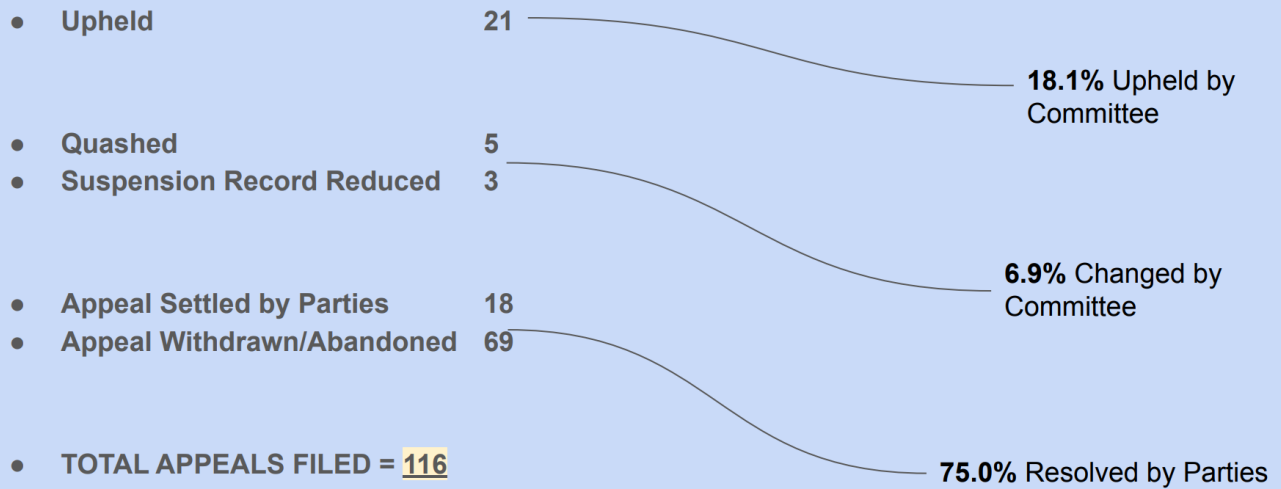 ● Upheld 21
18.1% Upheld by
Committee
● Quashed 5
● Suspension Record Reduced 3
6.9% Changed by
Committee
● Appeal Settled by Parties 18
● Appeal Withdrawn/Abandoned 69
● TOTAL APPEALS FILED = 116
75.0% Resolved by Parties